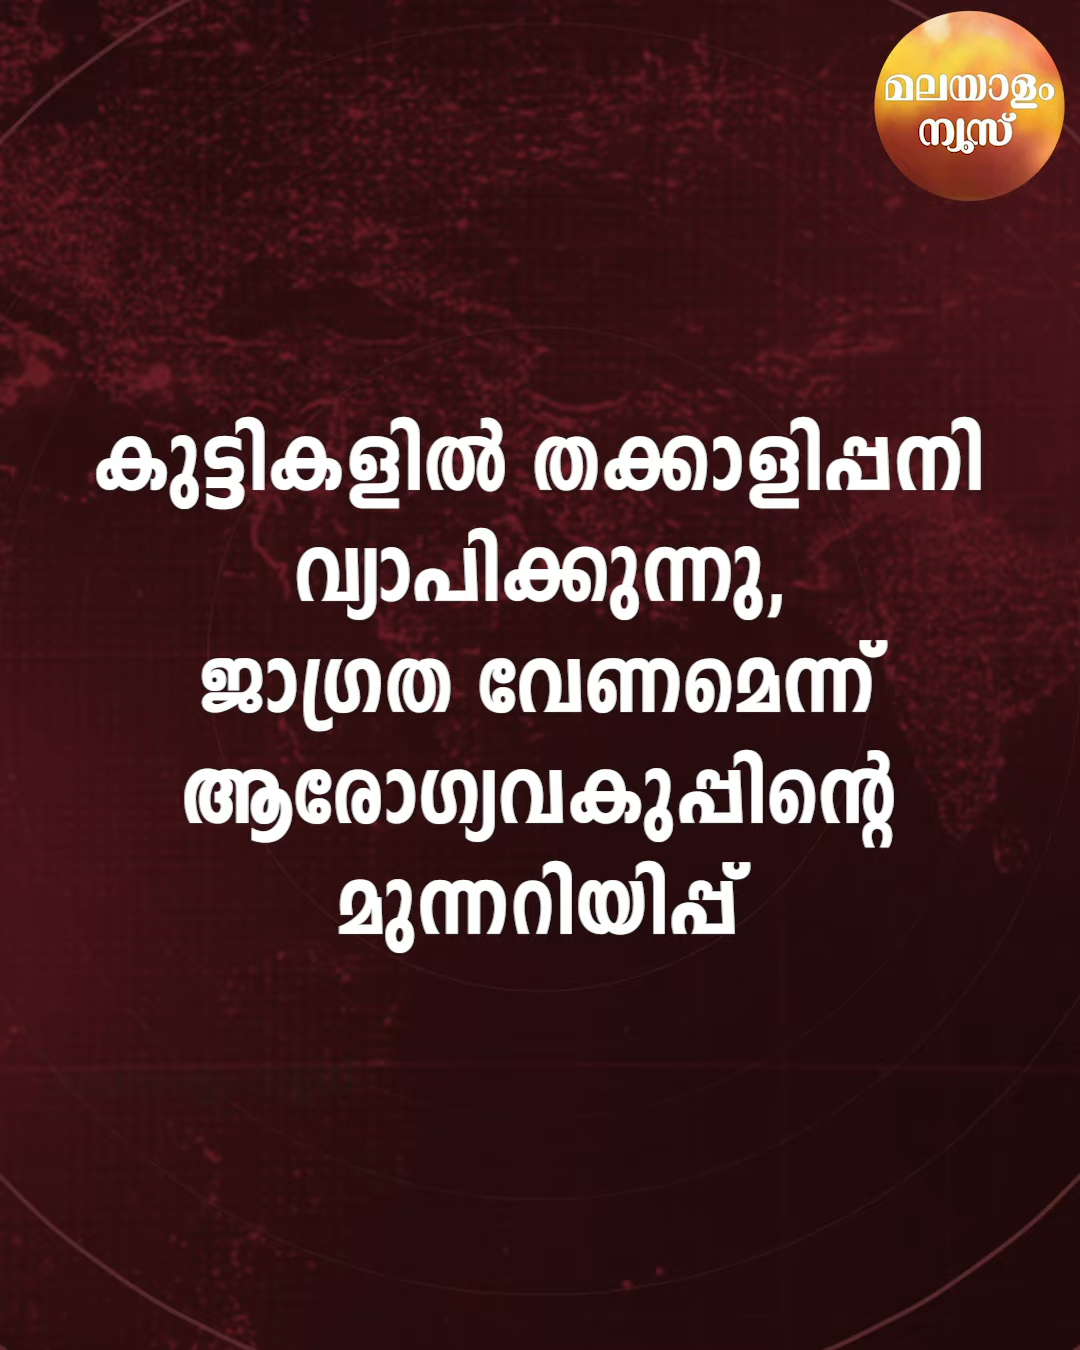 മലയാളം
ന്യൂസ്
കുട്ടികളിൽ തക്കാളിപ്പനി
വ്യാപിക്കുന്നു,
ജാഗ്രത വേണമെന്ന്
ആരോഗ്യവകുപ്പിന്റെ
മുന്നറിയിപ്പ്